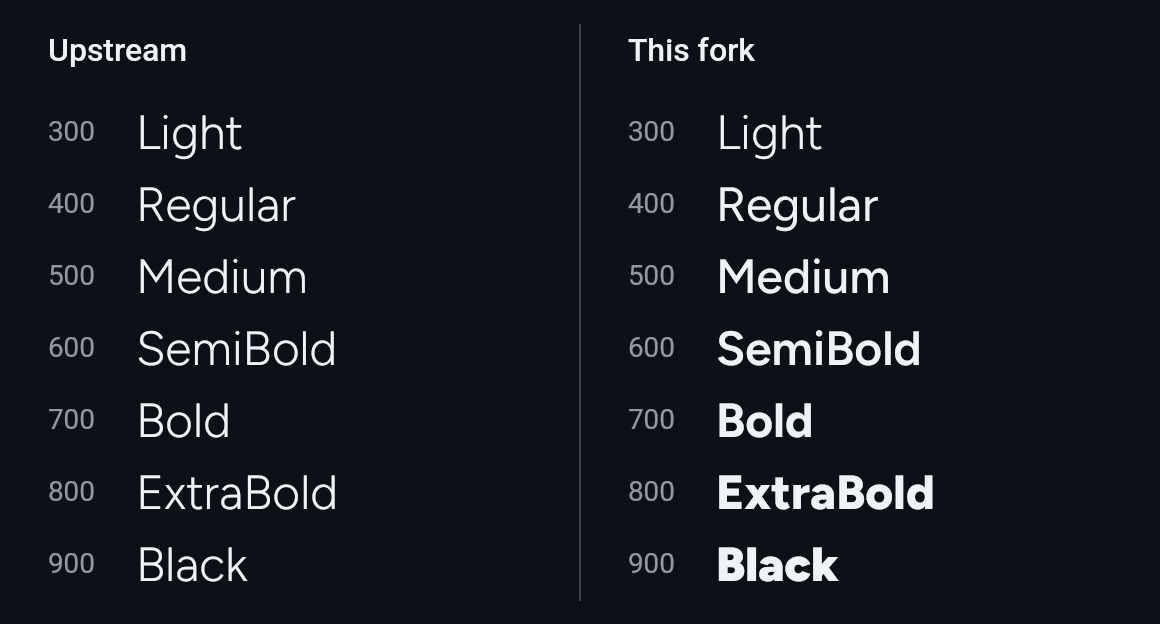 Upstream
300 Light
400 Regular
500 Medium
600 SemiBold
700 Bold
800 ExtraBold
900 Black
This fork
300 Light
400 Regular
500 Medium
600 SemiBold
700 Bold
800 ExtraBold
900 Black